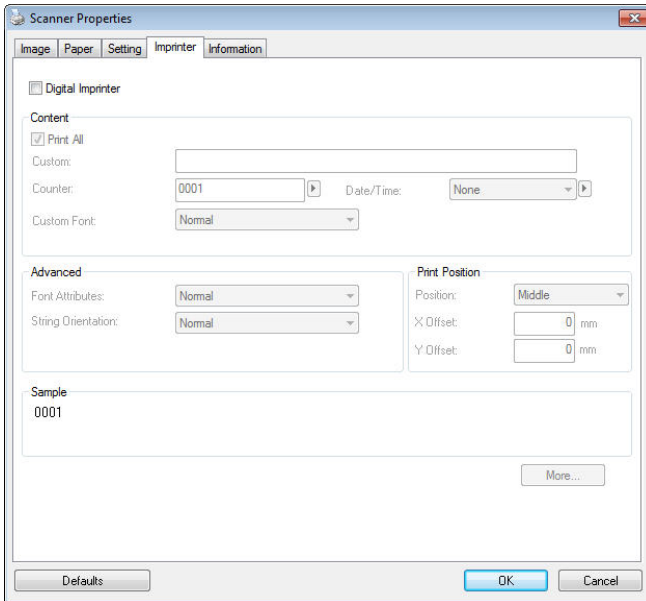 Scanner Properties
Image Paper Setting Imprinter Information
Digital Imprinter
Content
Print All
Custom:
Counter: 0001 Date/Time: None
Custom Font: Normal
Advanced
Font Attributes: Normal
String Orientation: Normal
Print Position
Position: Middle
X Offset: 0 mm
Y Offset: 0 mm
Sample
0001
More...
Defaults OK Cancel